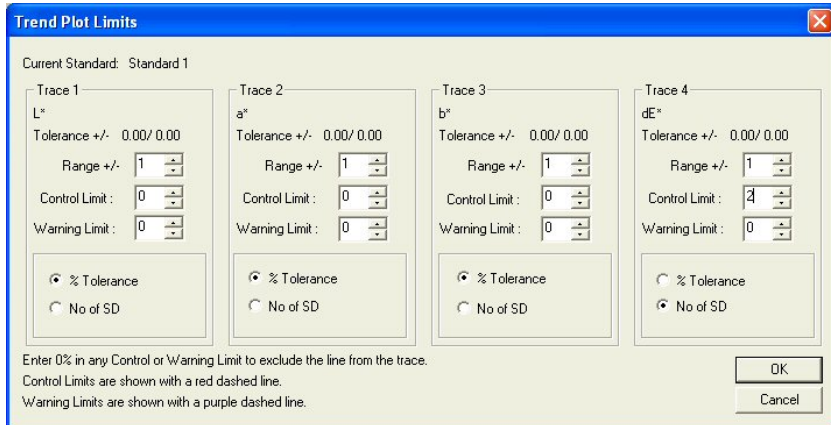 Trend Plot Limits
Current Standard: Standard 1
Trace 1
L*
Tolerance +/- 0.00/ 0.00
Range +/- 1
Control Limit : 0
Warning Limit : 0
% Tolerance
No of SD
Trace 2
a*
Tolerance +/- 0.00/ 0.00
Range +/- 1
Control Limit : 0
Warning Limit : 0
% Tolerance
No of SD
Trace 3
b*
Tolerance +/- 0.00/ 0.00
Range +/- 1
Control Limit : 0
Warning Limit : 0
% Tolerance
No of SD
Trace 4
dE*
Tolerance +/- 0.00/ 0.00
Range +/- 1
Control Limit : 2
Warning Limit : 0
% Tolerance
No of SD
Enter 0% in any Control or Warning Limit to exclude the line from the trace.
Control Limits are shown with a red dashed line.
Warning Limits are shown with a purple dashed line.
OK
Cancel